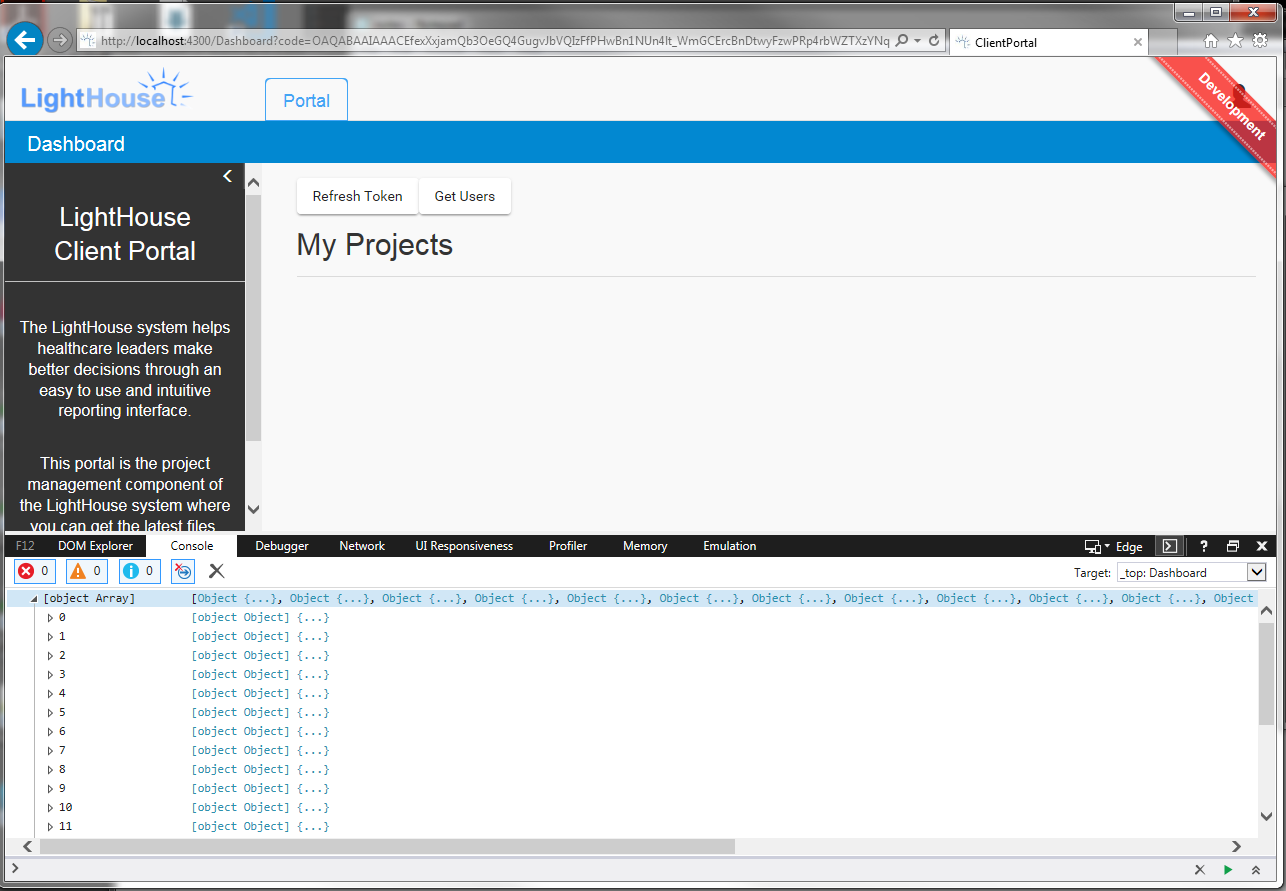 http://localhost:4300/Dashboard?code=OAQABAAIAAACEfexXxjamQb3OeGQ4GugvJbVQIzFfPHwBn1NUn4lt_WmGCErcBnDtwyFzwPRp4rbWZTXzYNq
ClientPortal
LightHouse
Portal
Development
Dashboard
LightHouse
Client Portal
The LightHouse system helps
healthcare leaders make
better decisions through an
easy to use and intuitive
reporting interface.
This portal is the project
management component of
the LightHouse system where
you can get the latest files
Refresh Token Get Users
My Projects
F12 DOM Explorer Console Debugger Network UI Responsiveness Profiler Memory Emulation Edge ?
0 0 0
Target: _top: Dashboard
[object Array] [Object {...}, Object {...}, Object {...}, Object {...}, Object {...}, Object {...}, Object {...}, Object {...}, Object {...}, Object {...}, Object {...}, Object
0 [object Object] {...}
1 [object Object] {...}
2 [object Object] {...}
3 [object Object] {...}
4 [object Object] {...}
5 [object Object] {...}
6 [object Object] {...}
7 [object Object] {...}
8 [object Object] {...}
9 [object Object] {...}
10 [object Object] {...}
11 [object Object] {...}